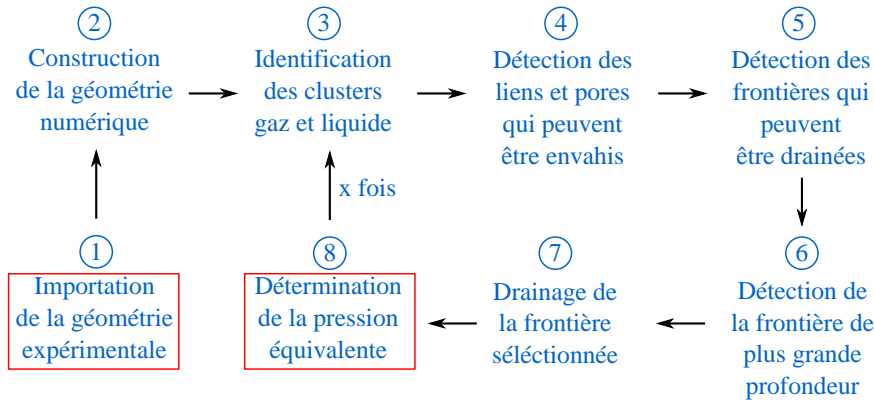 2
Construction
de la géométrie
numérique
3
Identification
des clusters
gaz et liquide
4
Détection des
liens et pores
qui peuvent
être envahis
5
Détection des
frontières qui
peuvent
être drainées
x fois
1
Importation
de la géométrie
expérimentale
8
Détermination
de la pression
équivalente
7
Drainage de
la frontière
séléctionnée
6
Détection de
la frontière de
plus grande
profondeur